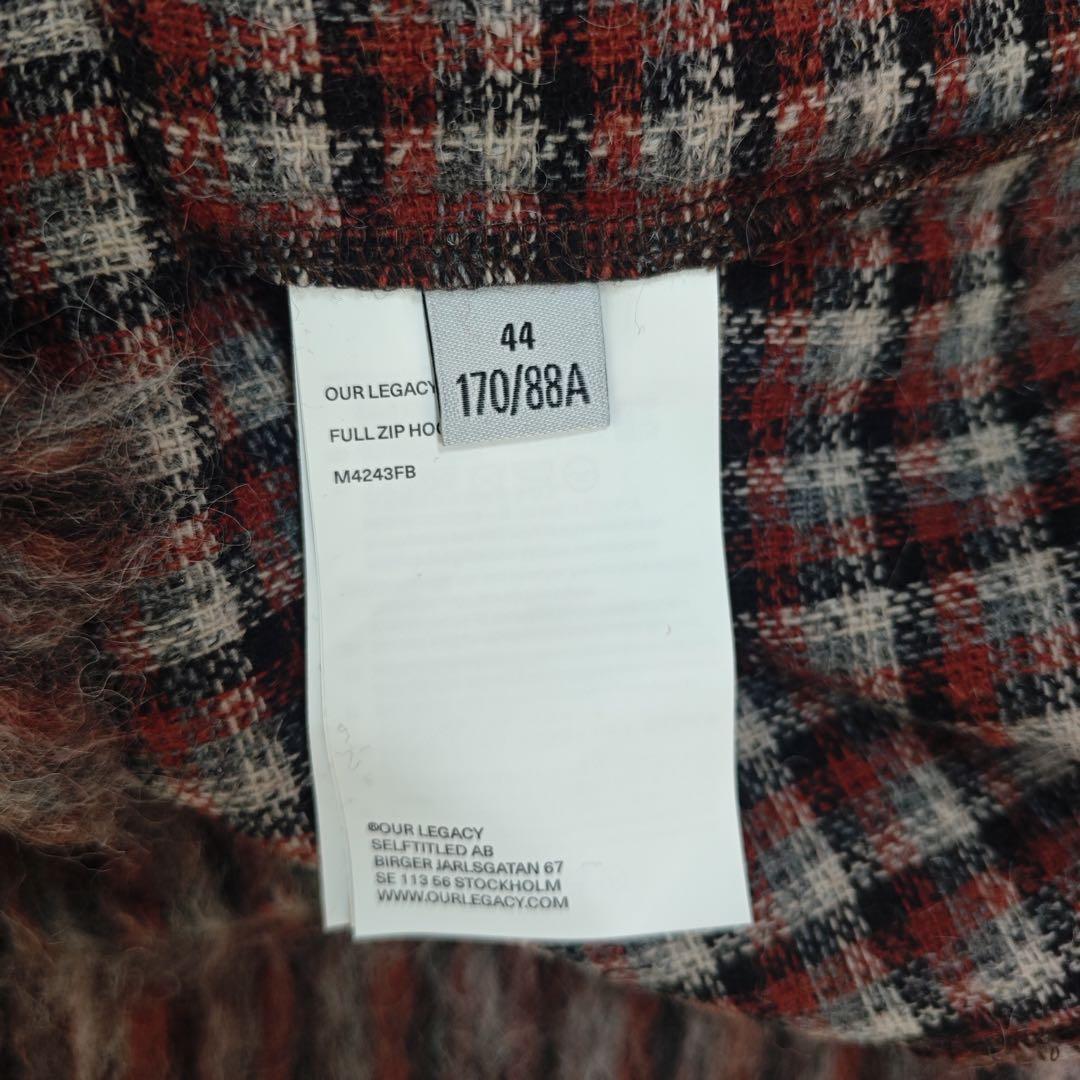 44
170/88A
OUR LEGACY
FULL ZIP
M4243FB
©OUR LEGACY
SELFTITLED AB
BIRGER JARLSGATAN 67
SE 113 56 STOCKHOLM
WWW.OURLEGACY.COM